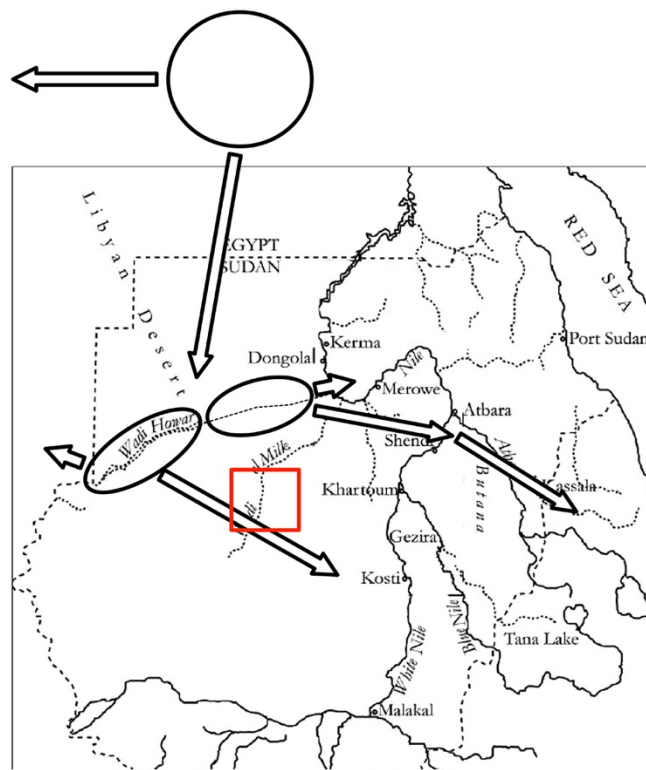 Libyan Desert
EGYPT
SUDAN
RED SEA
Port Sudan
Kerma
Dongola
Nile
Merowe
Atbara
Wadi Howar
Shendi
Milk
Butana
Kassala
Khartoum
Gezira
Kosti
Blue Nile
White Nile
Tana Lake
Malakal